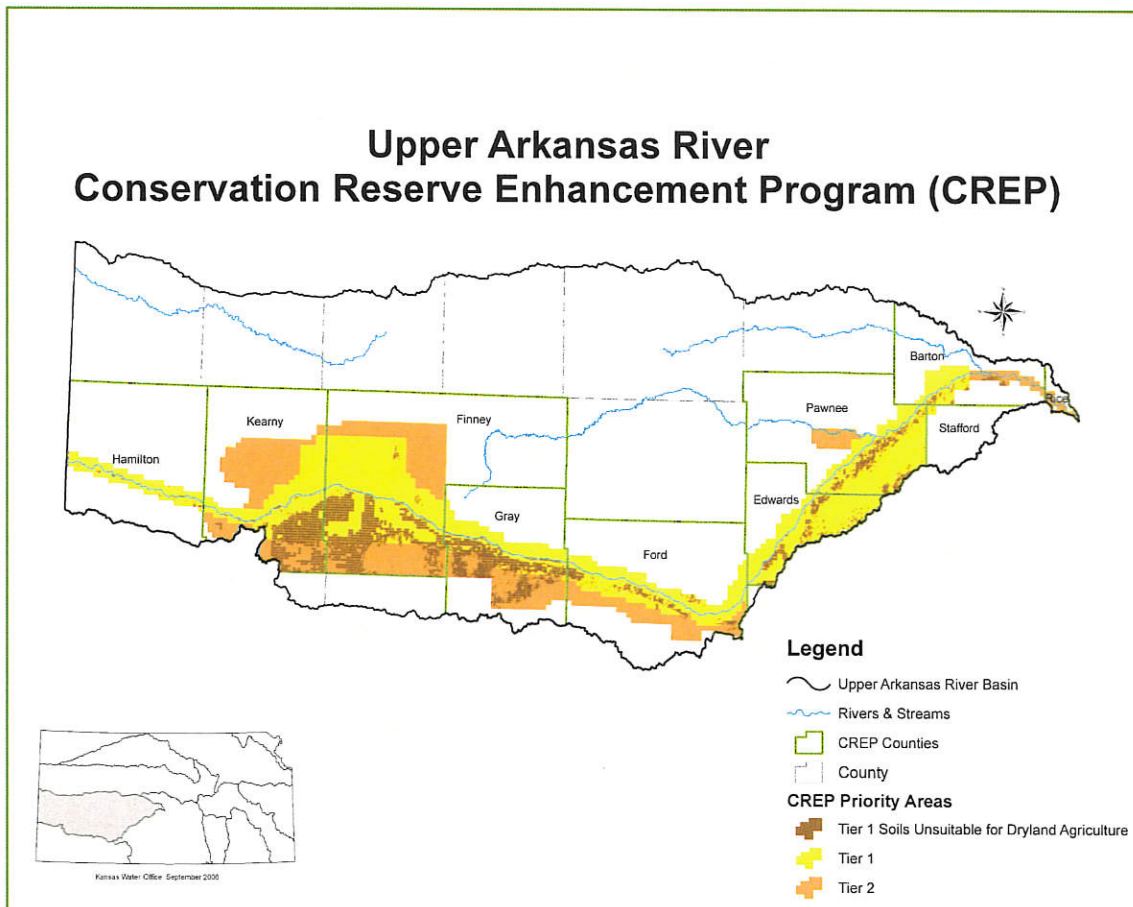 Upper Arkansas River
Conservation Reserve Enhancement Program (CREP)
Barton
Rice
Kearny
Finney
Pawnee
Stafford
Hamilton
Edwards
Gray
Ford
Legend
Upper Arkansas River Basin
Rivers & Streams
CREP Counties
County
CREP Priority Areas
Tier 1 Soils Unsuitable for Dryland Agriculture
Tier 1
Tier 2
Kansas Water Office September 2006